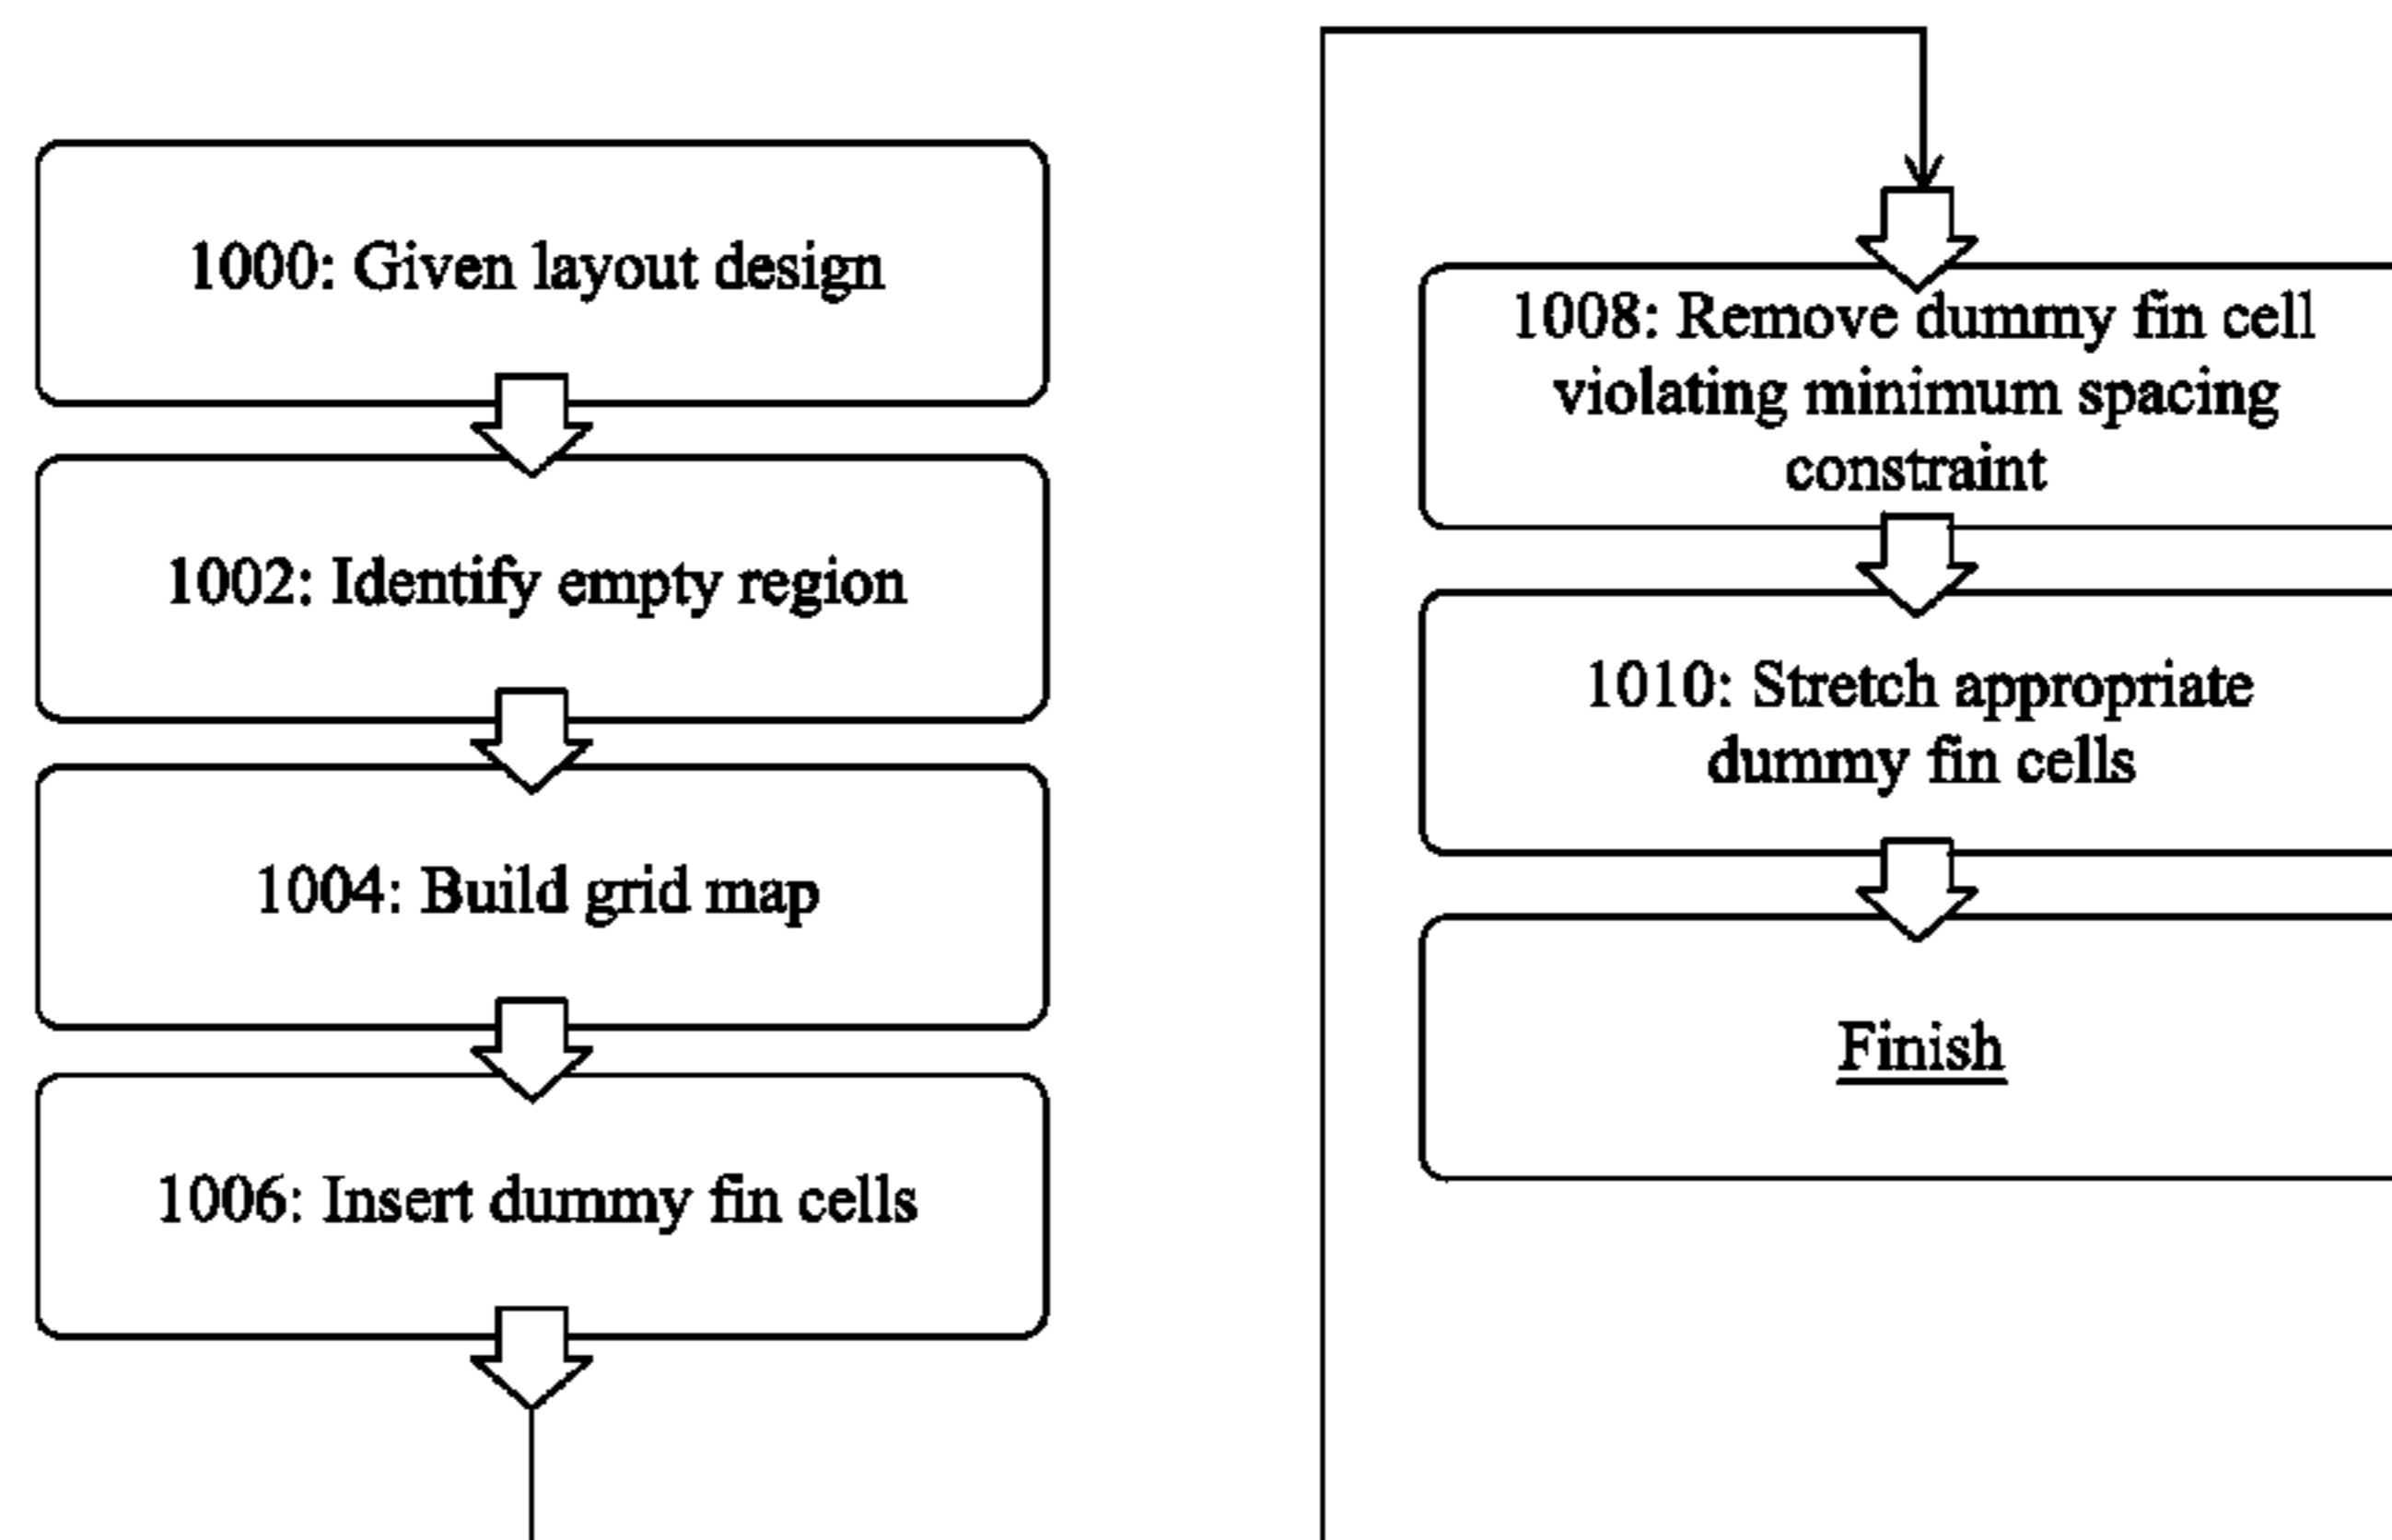 1000: Given layout design
1002: Identify empty region
1004: Build grid map
1006: Insert dummy fin cells
1008: Remove dummy fin cell
violating minimum spacing
constraint
1010: Stretch appropriate
dummy fin cells
Finish